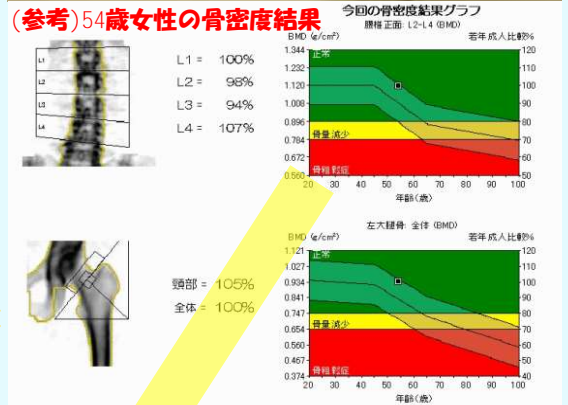 (参考)54歳女性の骨密度結果
今回の骨密度結果グラフ
腰椎 正面: L2-L4 (BMD)
BMD (g/cm²) 若年成人比較%
L1
L2
L3
L4
L1 = 100%
L2 = 98%
L3 = 94%
L4 = 107%
正常
骨量減少
骨粗鬆症
1.344
1.232
1.120
1.008
0.896
0.784
0.672
0.560
120
110
100
90
80
70
60
50
20 30 40 50 60 70 80 90 100
年齢(歳)
頸部 = 105%
全体 = 100%
左大腿骨: 全体 (BMD)
BMD (g/cm²) 若年成人比較%
正常
骨量減少
骨粗鬆症
1.121
1.027
0.934
0.841
0.747
0.654
0.560
0.467
0.374
120
110
100
90
80
70
60
50
40
20 30 40 50 60 70 80 90 100
年齢(歳)